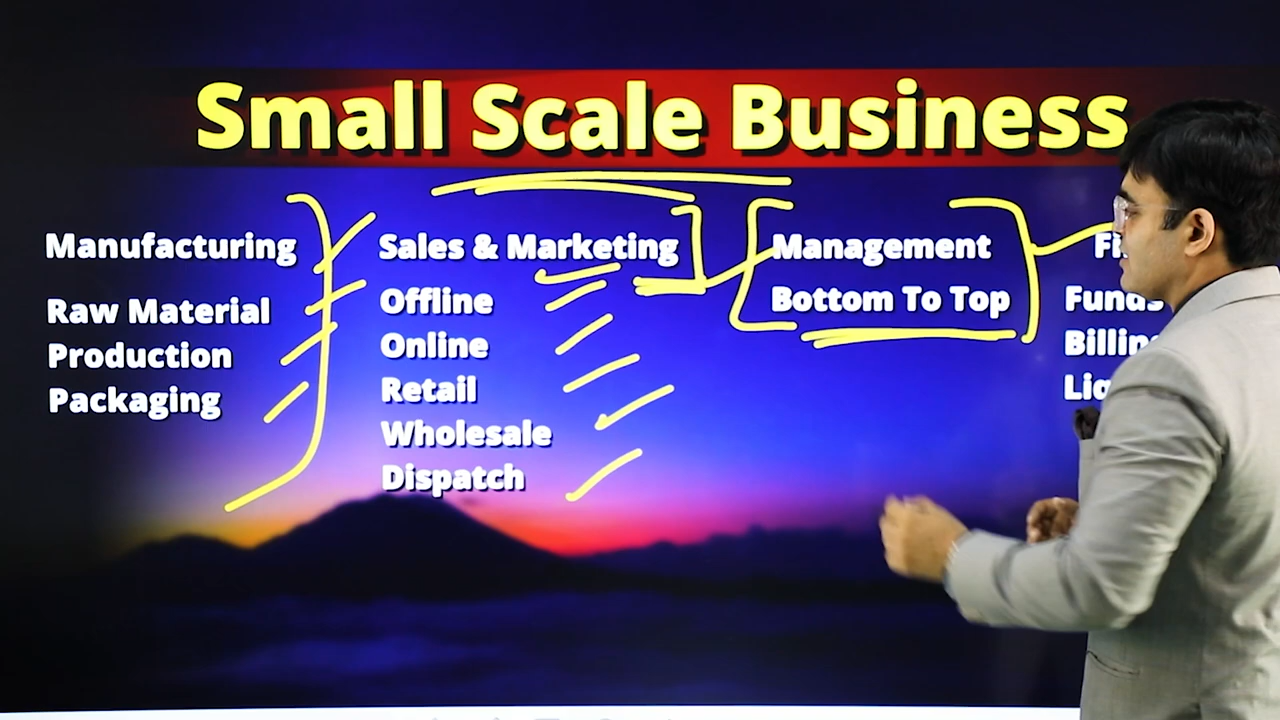 Small Scale Business
Manufacturing
Raw Material
Production
Packaging
Sales & Marketing
Offline
Online
Retail
Wholesale
Dispatch
Management
Bottom To Top
Funds